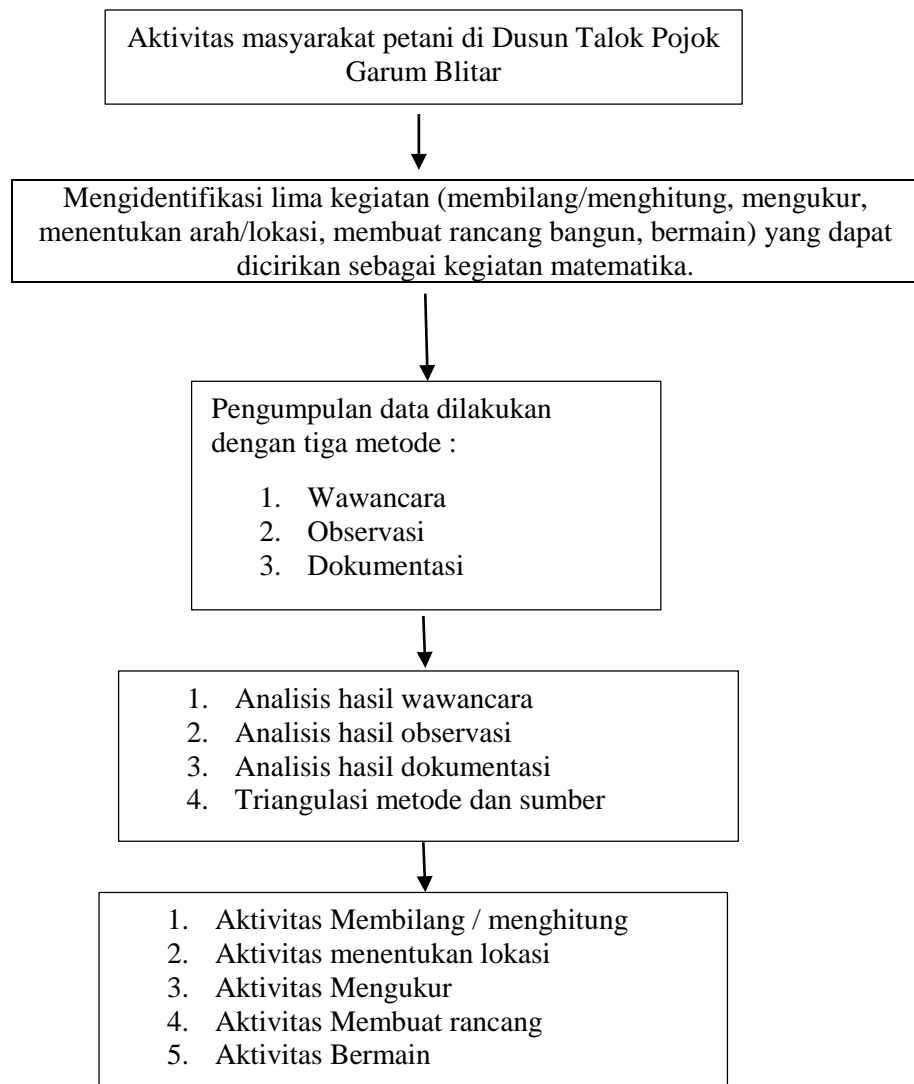 Aktivitas masyarakat petani di Dusun Talok Pojok
Garum Blitar
Mengidentifikasi lima kegiatan (membilang/menghitung, mengukur,
menentukan arah/lokasi, membuat rancang bangun, bermain) yang dapat
dicirikan sebagai kegiatan matematika.
Pengumpulan data dilakukan
dengan tiga metode :
1. Wawancara
2. Observasi
3. Dokumentasi
1. Analisis hasil wawancara
2. Analisis hasil observasi
3. Analisis hasil dokumentasi
4. Triangulasi metode dan sumber
1. Aktivitas Membilang / menghitung
2. Aktivitas menentukan lokasi
3. Aktivitas Mengukur
4. Aktivitas Membuat rancang
5. Aktivitas Bermain